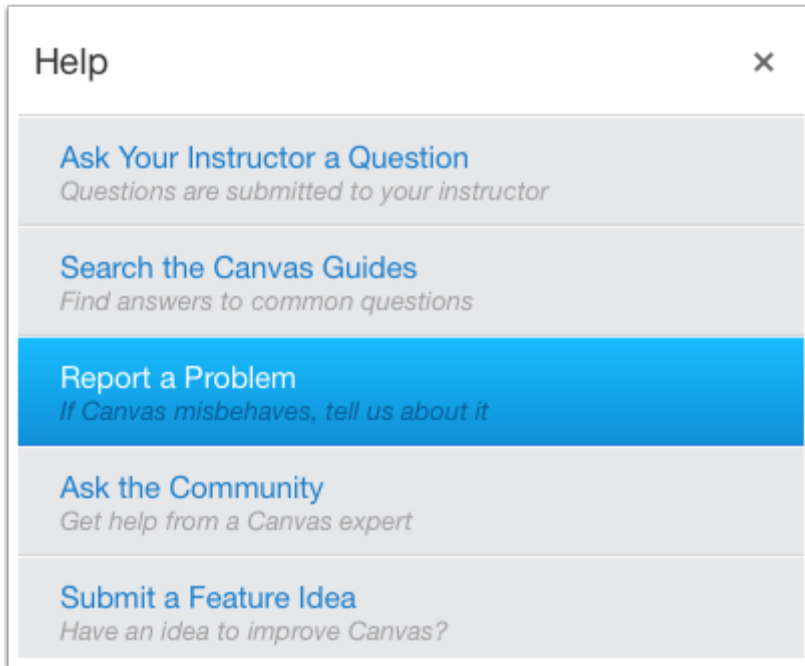 Help
Ask Your Instructor a Question
Questions are submitted to your instructor
Search the Canvas Guides
Find answers to common questions
Report a Problem
If Canvas misbehaves, tell us about it
Ask the Community
Get help from a Canvas expert
Submit a Feature Idea
Have an idea to improve Canvas?